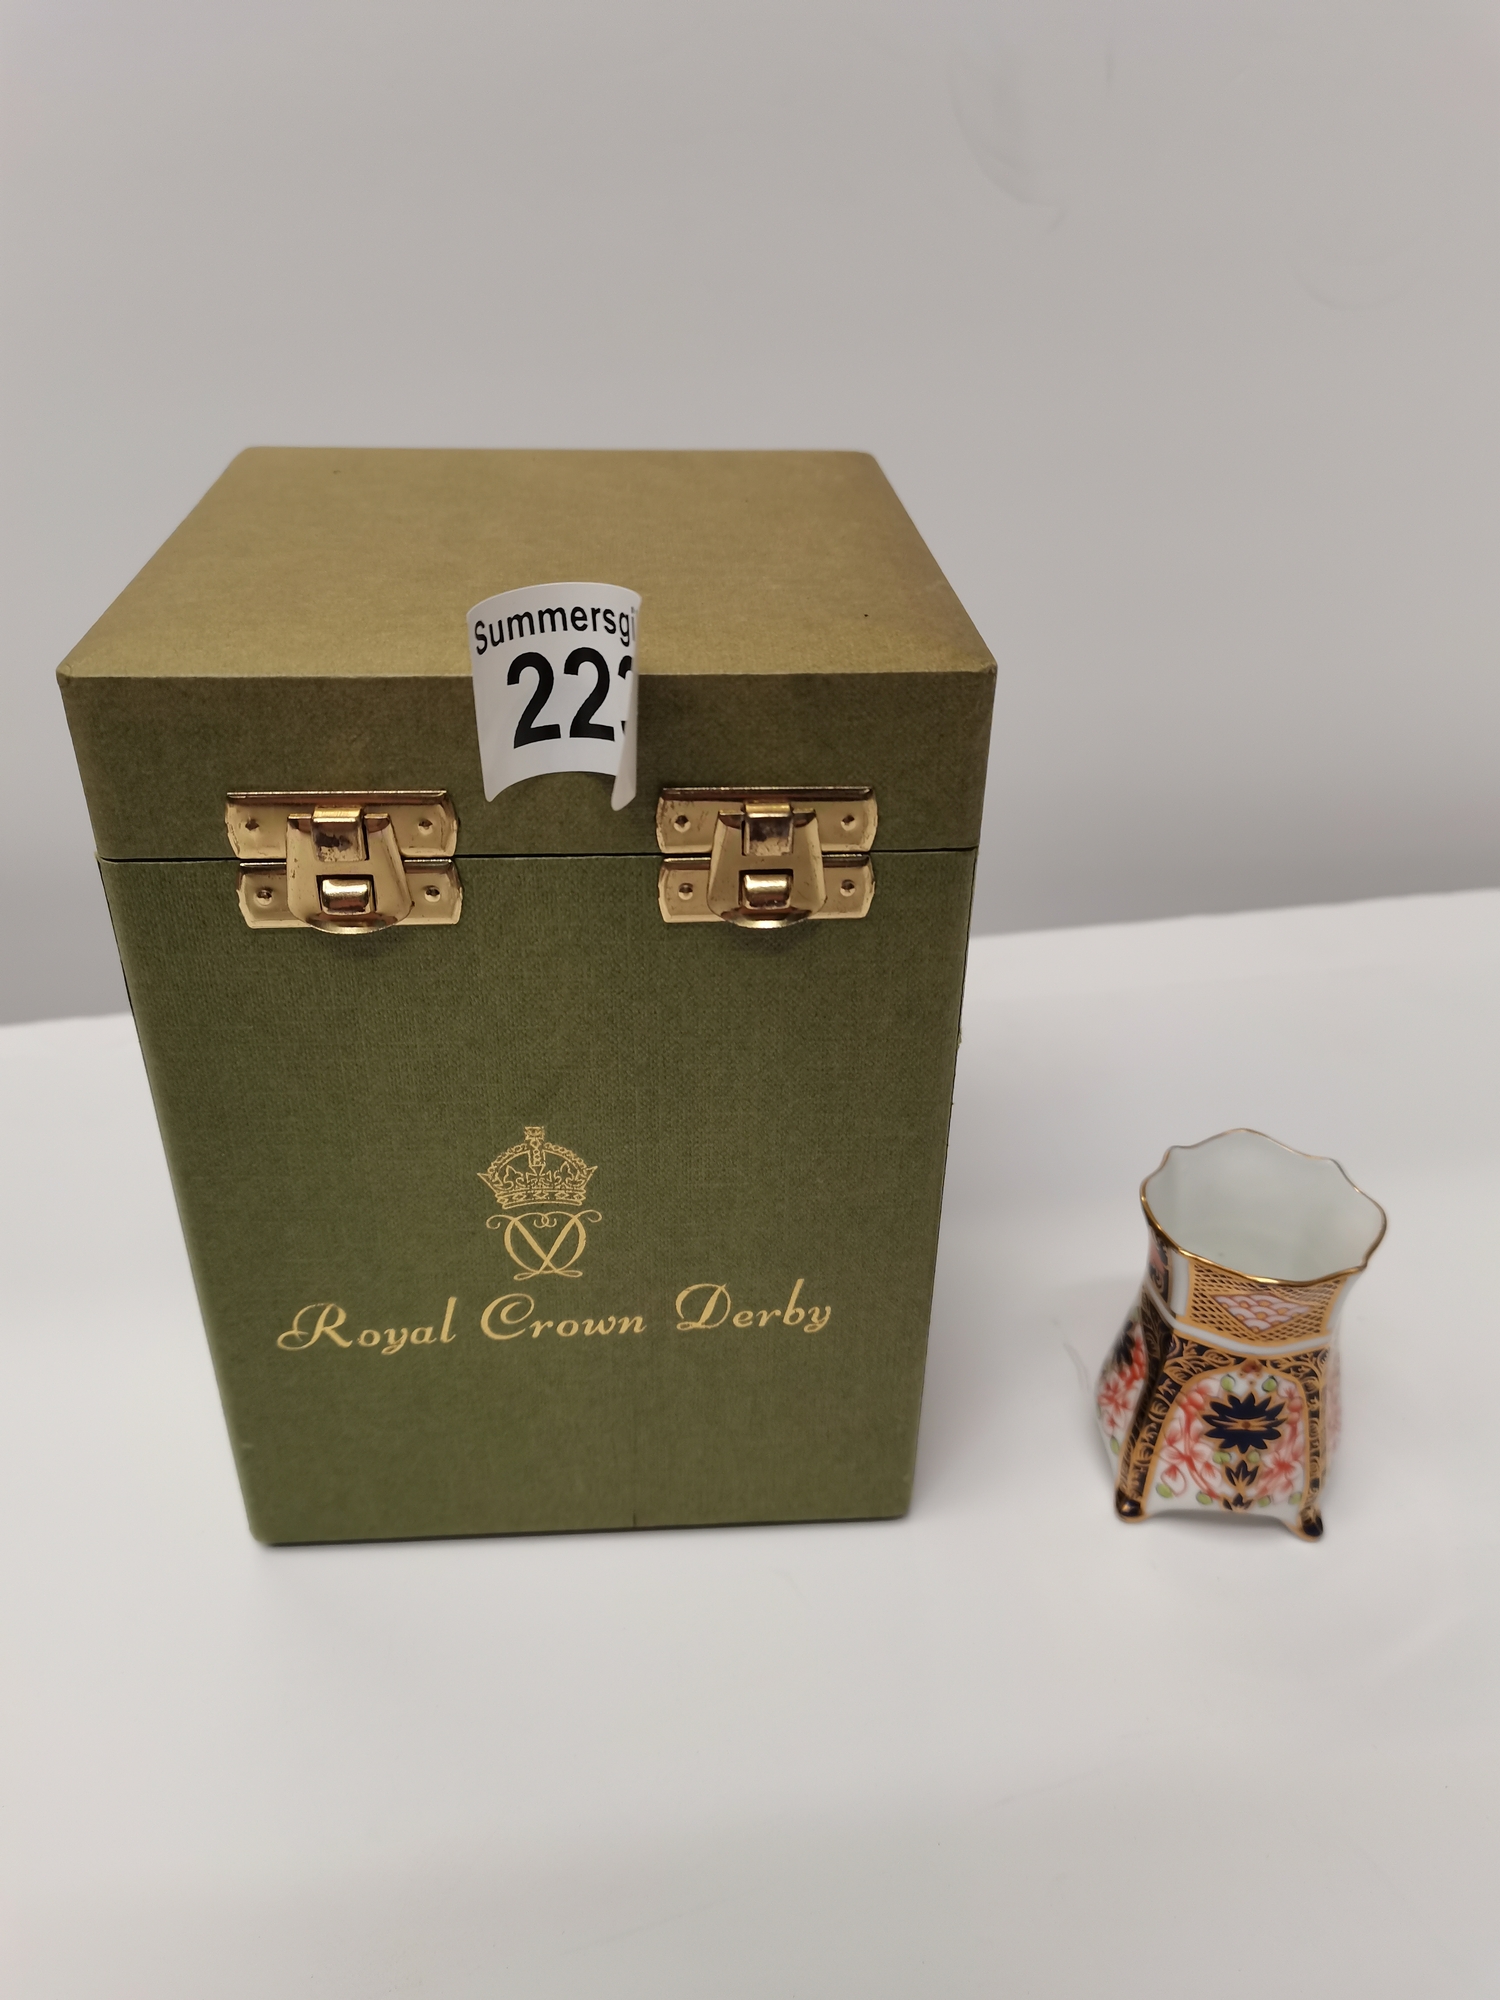 Summersgi
22
Royal Crown Derby